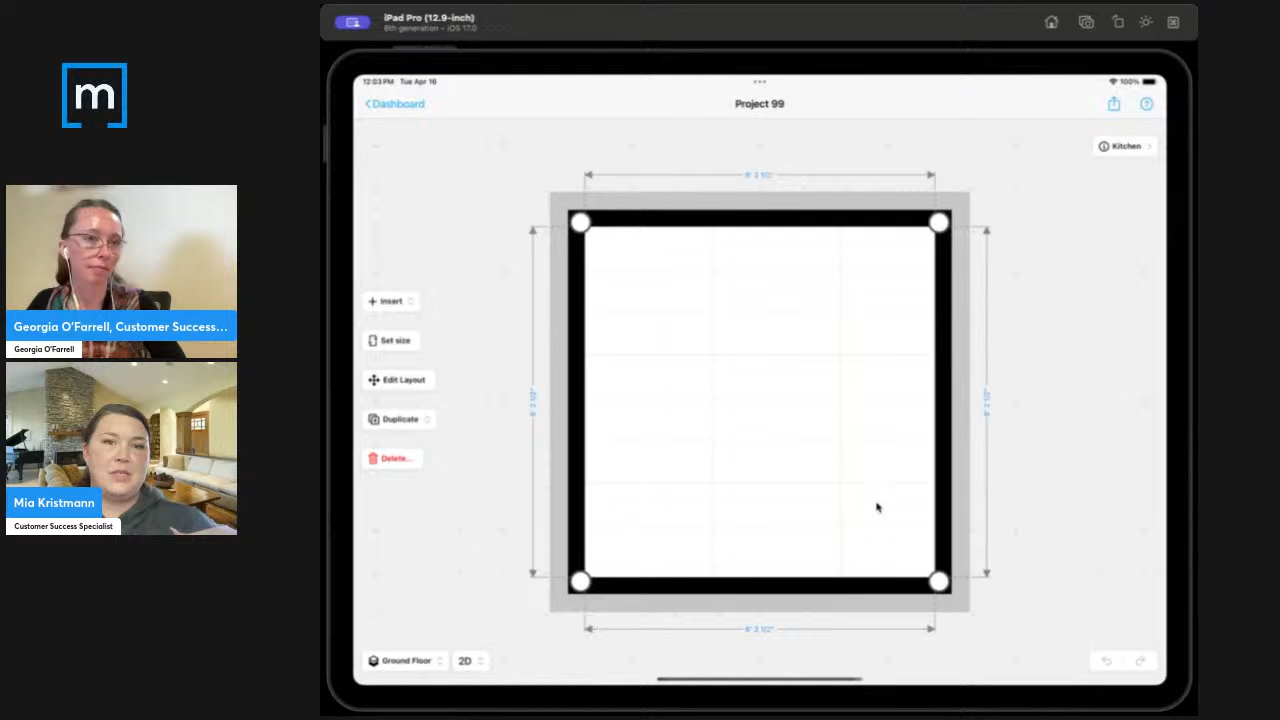 iPad Pro (12.9-inch)
6th generation – iOS 17.0
m
12:03 PM Tue Apr 16
100%
Dashboard
Project 99
Kitchen
Insert
Set size
Edit Layout
Duplicate
Delete...
Georgia O'Farrell, Customer Success...
Georgia O'Farrell
Mia Kristmann
Customer Success Specialist
Ground Floor
2D